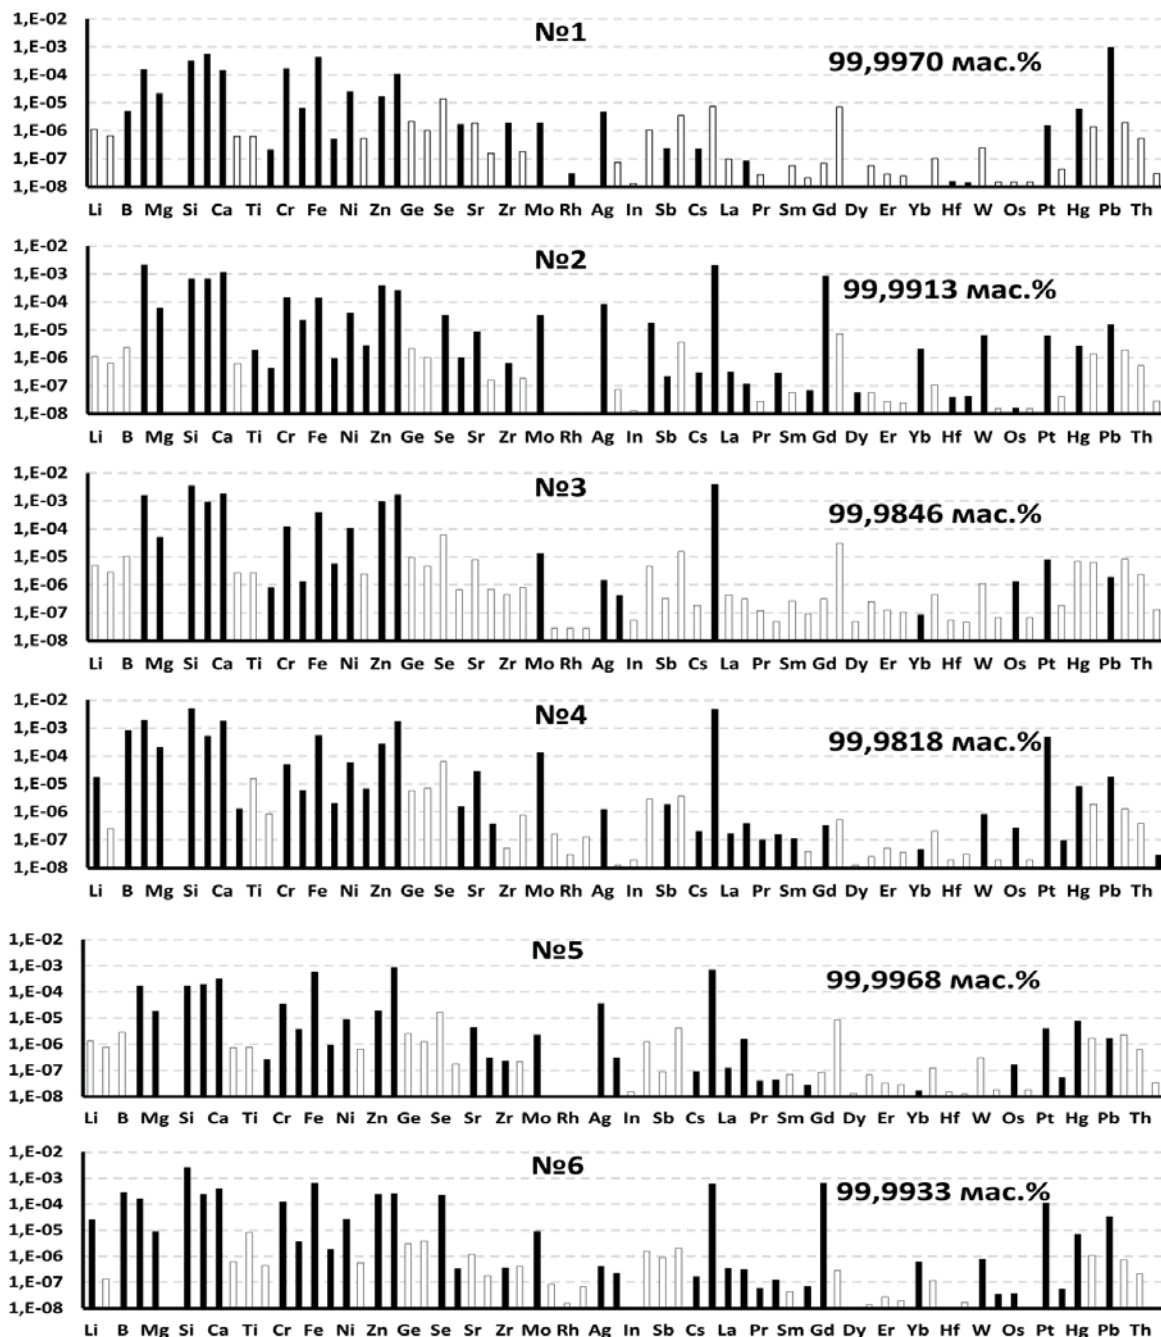 №1
99,9970 мас.%
1,E-02
1,E-03
1,E-04
1,E-05
1,E-06
1,E-07
1,E-08
Li B Mg Si Ca Ti Cr Fe Ni Zn Ge Se Sr Zr Mo Rh Ag In Sb Cs La Pr Sm Gd Dy Er Yb Hf W Os Pt Hg Pb Th
№2
99,9913 мас.%
1,E-02
1,E-03
1,E-04
1,E-05
1,E-06
1,E-07
1,E-08
Li B Mg Si Ca Ti Cr Fe Ni Zn Ge Se Sr Zr Mo Rh Ag In Sb Cs La Pr Sm Gd Dy Er Yb Hf W Os Pt Hg Pb Th
№3
99,9846 мас.%
1,E-02
1,E-03
1,E-04
1,E-05
1,E-06
1,E-07
1,E-08
Li B Mg Si Ca Ti Cr Fe Ni Zn Ge Se Sr Zr Mo Rh Ag In Sb Cs La Pr Sm Gd Dy Er Yb Hf W Os Pt Hg Pb Th
№4
99,9818 мас.%
1,E-02
1,E-03
1,E-04
1,E-05
1,E-06
1,E-07
1,E-08
Li B Mg Si Ca Ti Cr Fe Ni Zn Ge Se Sr Zr Mo Rh Ag In Sb Cs La Pr Sm Gd Dy Er Yb Hf W Os Pt Hg Pb Th
№5
99,9968 мас.%
1,E-02
1,E-03
1,E-04
1,E-05
1,E-06
1,E-07
1,E-08
Li B Mg Si Ca Ti Cr Fe Ni Zn Ge Se Sr Zr Mo Rh Ag In Sb Cs La Pr Sm Gd Dy Er Yb Hf W Os Pt Hg Pb Th
№6
99,9933 мас.%
1,E-02
1,E-03
1,E-04
1,E-05
1,E-06
1,E-07
1,E-08
Li B Mg Si Ca Ti Cr Fe Ni Zn Ge Se Sr Zr Mo Rh Ag In Sb Cs La Pr Sm Gd Dy Er Yb Hf W Os Pt Hg Pb Th